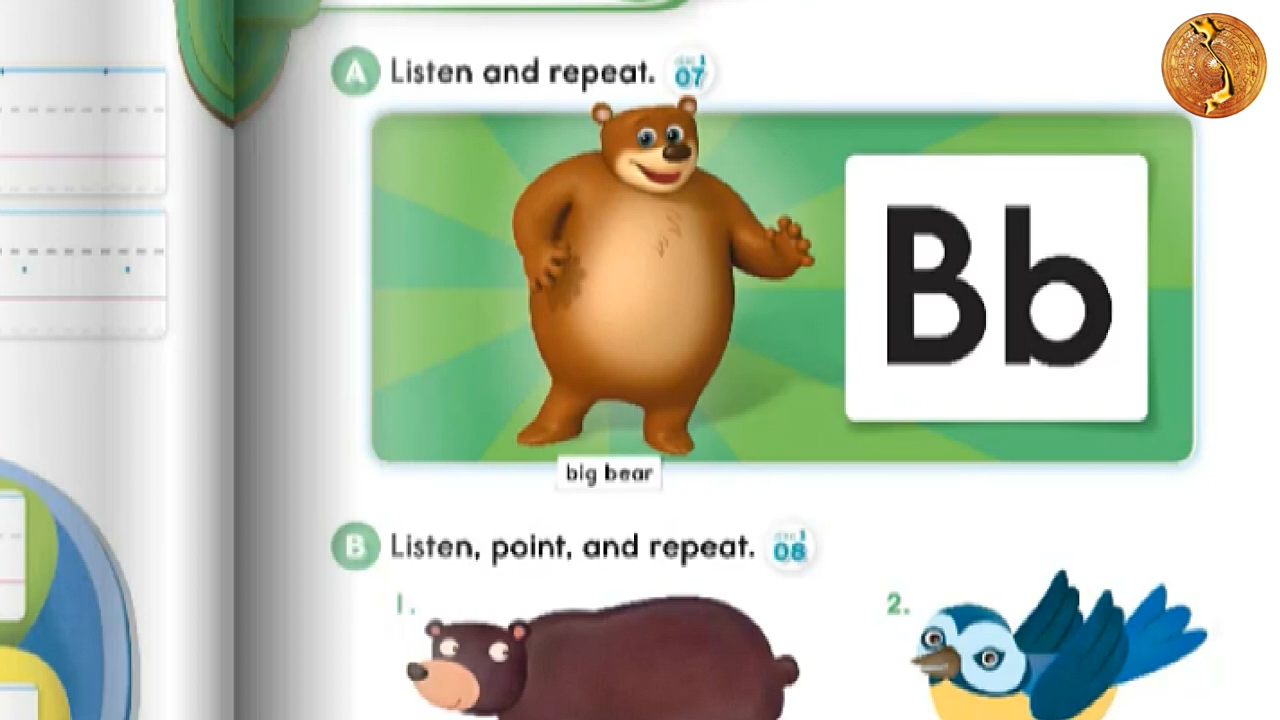 A Listen and repeat. 07
Bb
big bear
B Listen, point, and repeat. 08
1.
2.